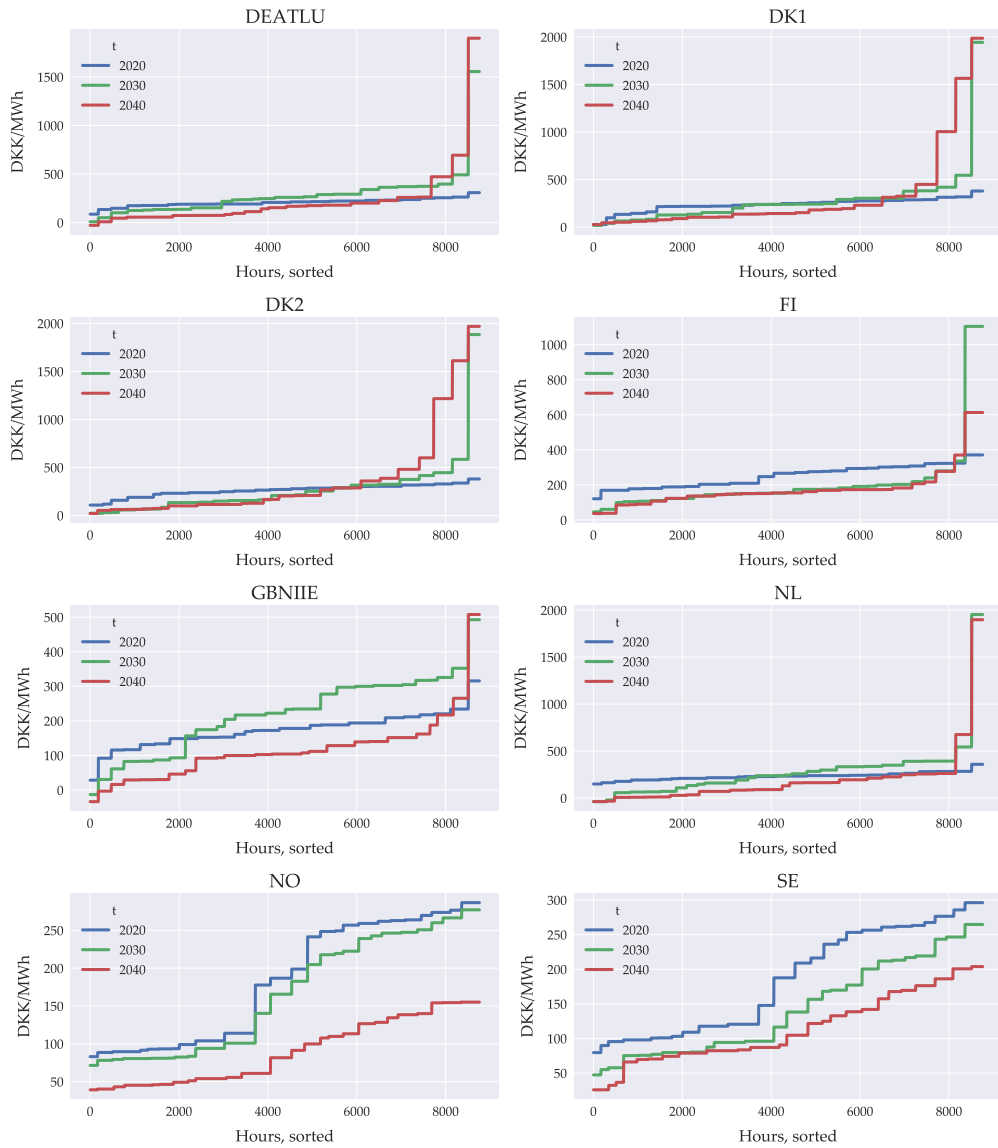 DEATLU
DK1
t
2020
2030
2040
DKK/MWh
1500
1000
500
0
0 2000 4000 6000 8000
Hours, sorted
t
2020
2030
2040
DKK/MWh
2000
1500
1000
500
0
0 2000 4000 6000 8000
Hours, sorted
DK2
FI
t
2020
2030
2040
DKK/MWh
2000
1500
1000
500
0
0 2000 4000 6000 8000
Hours, sorted
t
2020
2030
2040
DKK/MWh
1000
800
600
400
200
0
0 2000 4000 6000 8000
Hours, sorted
GBNIIE
NL
t
2020
2030
2040
DKK/MWh
500
400
300
200
100
0
0 2000 4000 6000 8000
Hours, sorted
t
2020
2030
2040
DKK/MWh
2000
1500
1000
500
0
0 2000 4000 6000 8000
Hours, sorted
NO
SE
t
2020
2030
2040
DKK/MWh
250
200
150
100
50
0 2000 4000 6000 8000
Hours, sorted
t
2020
2030
2040
DKK/MWh
300
250
200
150
100
50
0 2000 4000 6000 8000
Hours, sorted